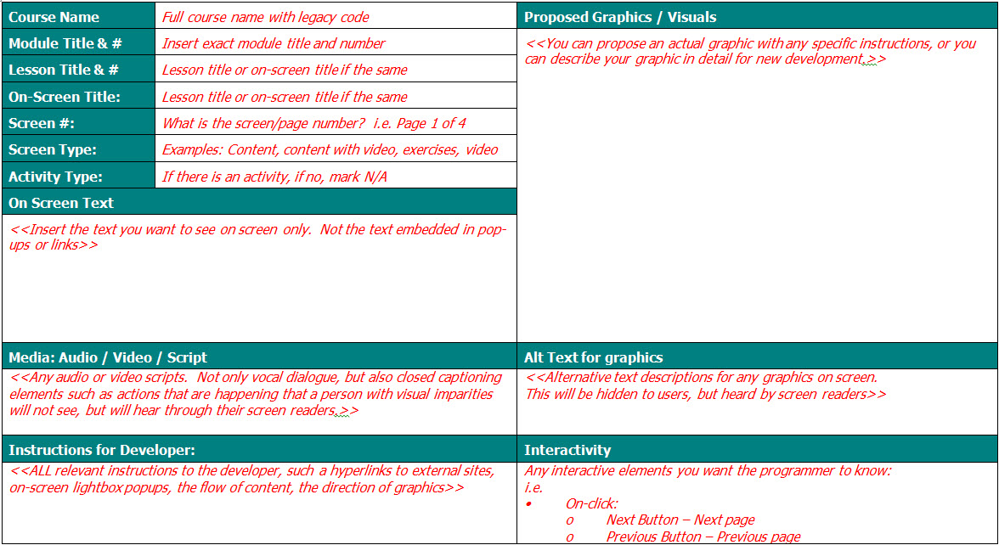 Course Name
Full course name with legacy code
Module Title & #
Insert exact module title and number
Lesson Title & #
Lesson title or on-screen title if the same
On-Screen Title:
Lesson title or on-screen title if the same
Screen #:
What is the screen/page number?  i.e. Page 1 of 4
Screen Type:
Examples: Content, content with video, exercises, video
Activity Type:
If there is an activity, if no, mark N/A
On Screen Text
<<Insert the text you want to see on screen only.  Not the text embedded in pop-
ups or links>>
Proposed Graphics / Visuals
<<You can propose an actual graphic with any specific instructions, or you
can describe your graphic in detail for new development.>>
Media: Audio / Video / Script
<<Any audio or video scripts.  Not only vocal dialogue, but also closed captioning
elements such as actions that are happening that a person with visual imparities
will not see, but will hear through their screen readers.>>
Alt Text for graphics
<<Alternative text descriptions for any graphics on screen.
This will be hidden to users, but heard by screen readers>>
Instructions for Developer:
<<ALL relevant instructions to the developer, such a hyperlinks to external sites,
on-screen lightbox popups, the flow of content, the direction of graphics>>
Interactivity
Any interactive elements you want the programmer to know:
i.e.
• On-click:
o Next Button – Next page
o Previous Button – Previous page